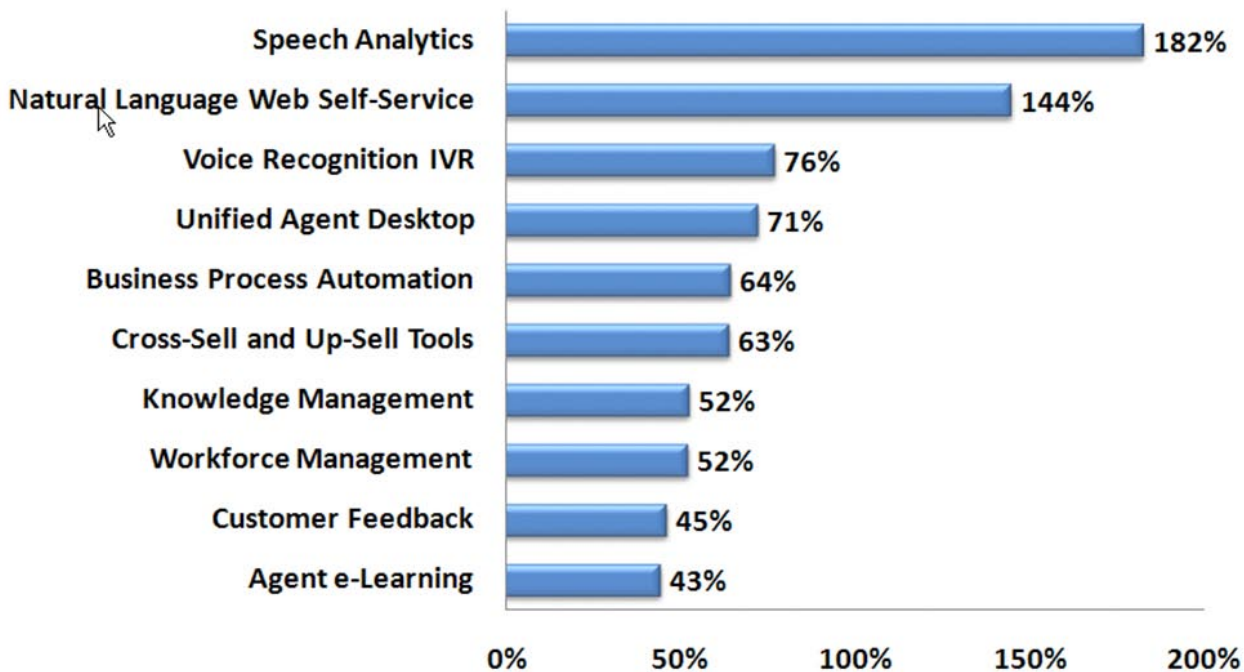 Speech Analytics 182%
Natural Language Web Self-Service 144%
Voice Recognition IVR 76%
Unified Agent Desktop 71%
Business Process Automation 64%
Cross-Sell and Up-Sell Tools 63%
Knowledge Management 52%
Workforce Management 52%
Customer Feedback 45%
Agent e-Learning 43%
0% 50% 100% 150% 200%